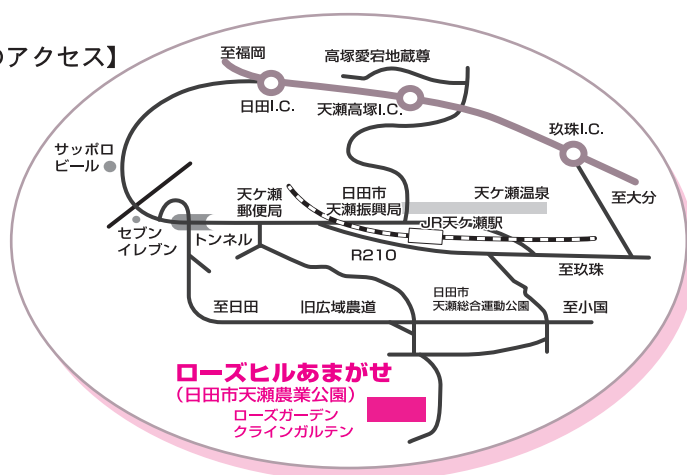 のアクセス】
至福岡
高塚愛宕地蔵尊
日田I.C.
天瀬高塚I.C.
玖珠I.C.
サッポロ
ビール
至大分
天ケ瀬
郵便局
日田市
天瀬振興局
天ケ瀬温泉
セブン
イレブン
トンネル
JR天ケ瀬駅
R210
至玖珠
至日田
旧広域農道
日田市
天瀬総合運動公園
至小国
ローズヒルあまがせ
(日田市天瀬農業公園)
ローズガーデン
クラインガルテン